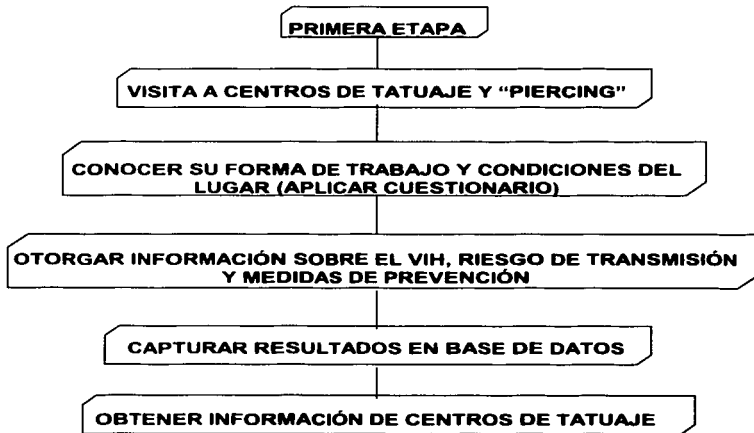 PRIMERA ETAPA
VISITA A CENTROS DE TATUAJE Y “PIERCING”
CONOCER SU FORMA DE TRABAJO Y CONDICIONES DEL
LUGAR (APLICAR CUESTIONARIO)
OTORGAR INFORMACIÓN SOBRE EL VIH, RIESGO DE TRANSMISIÓN
Y MEDIDAS DE PREVENCIÓN
CAPTURAR RESULTADOS EN BASE DE DATOS
OBTENER INFORMACIÓN DE CENTROS DE TATUAJE